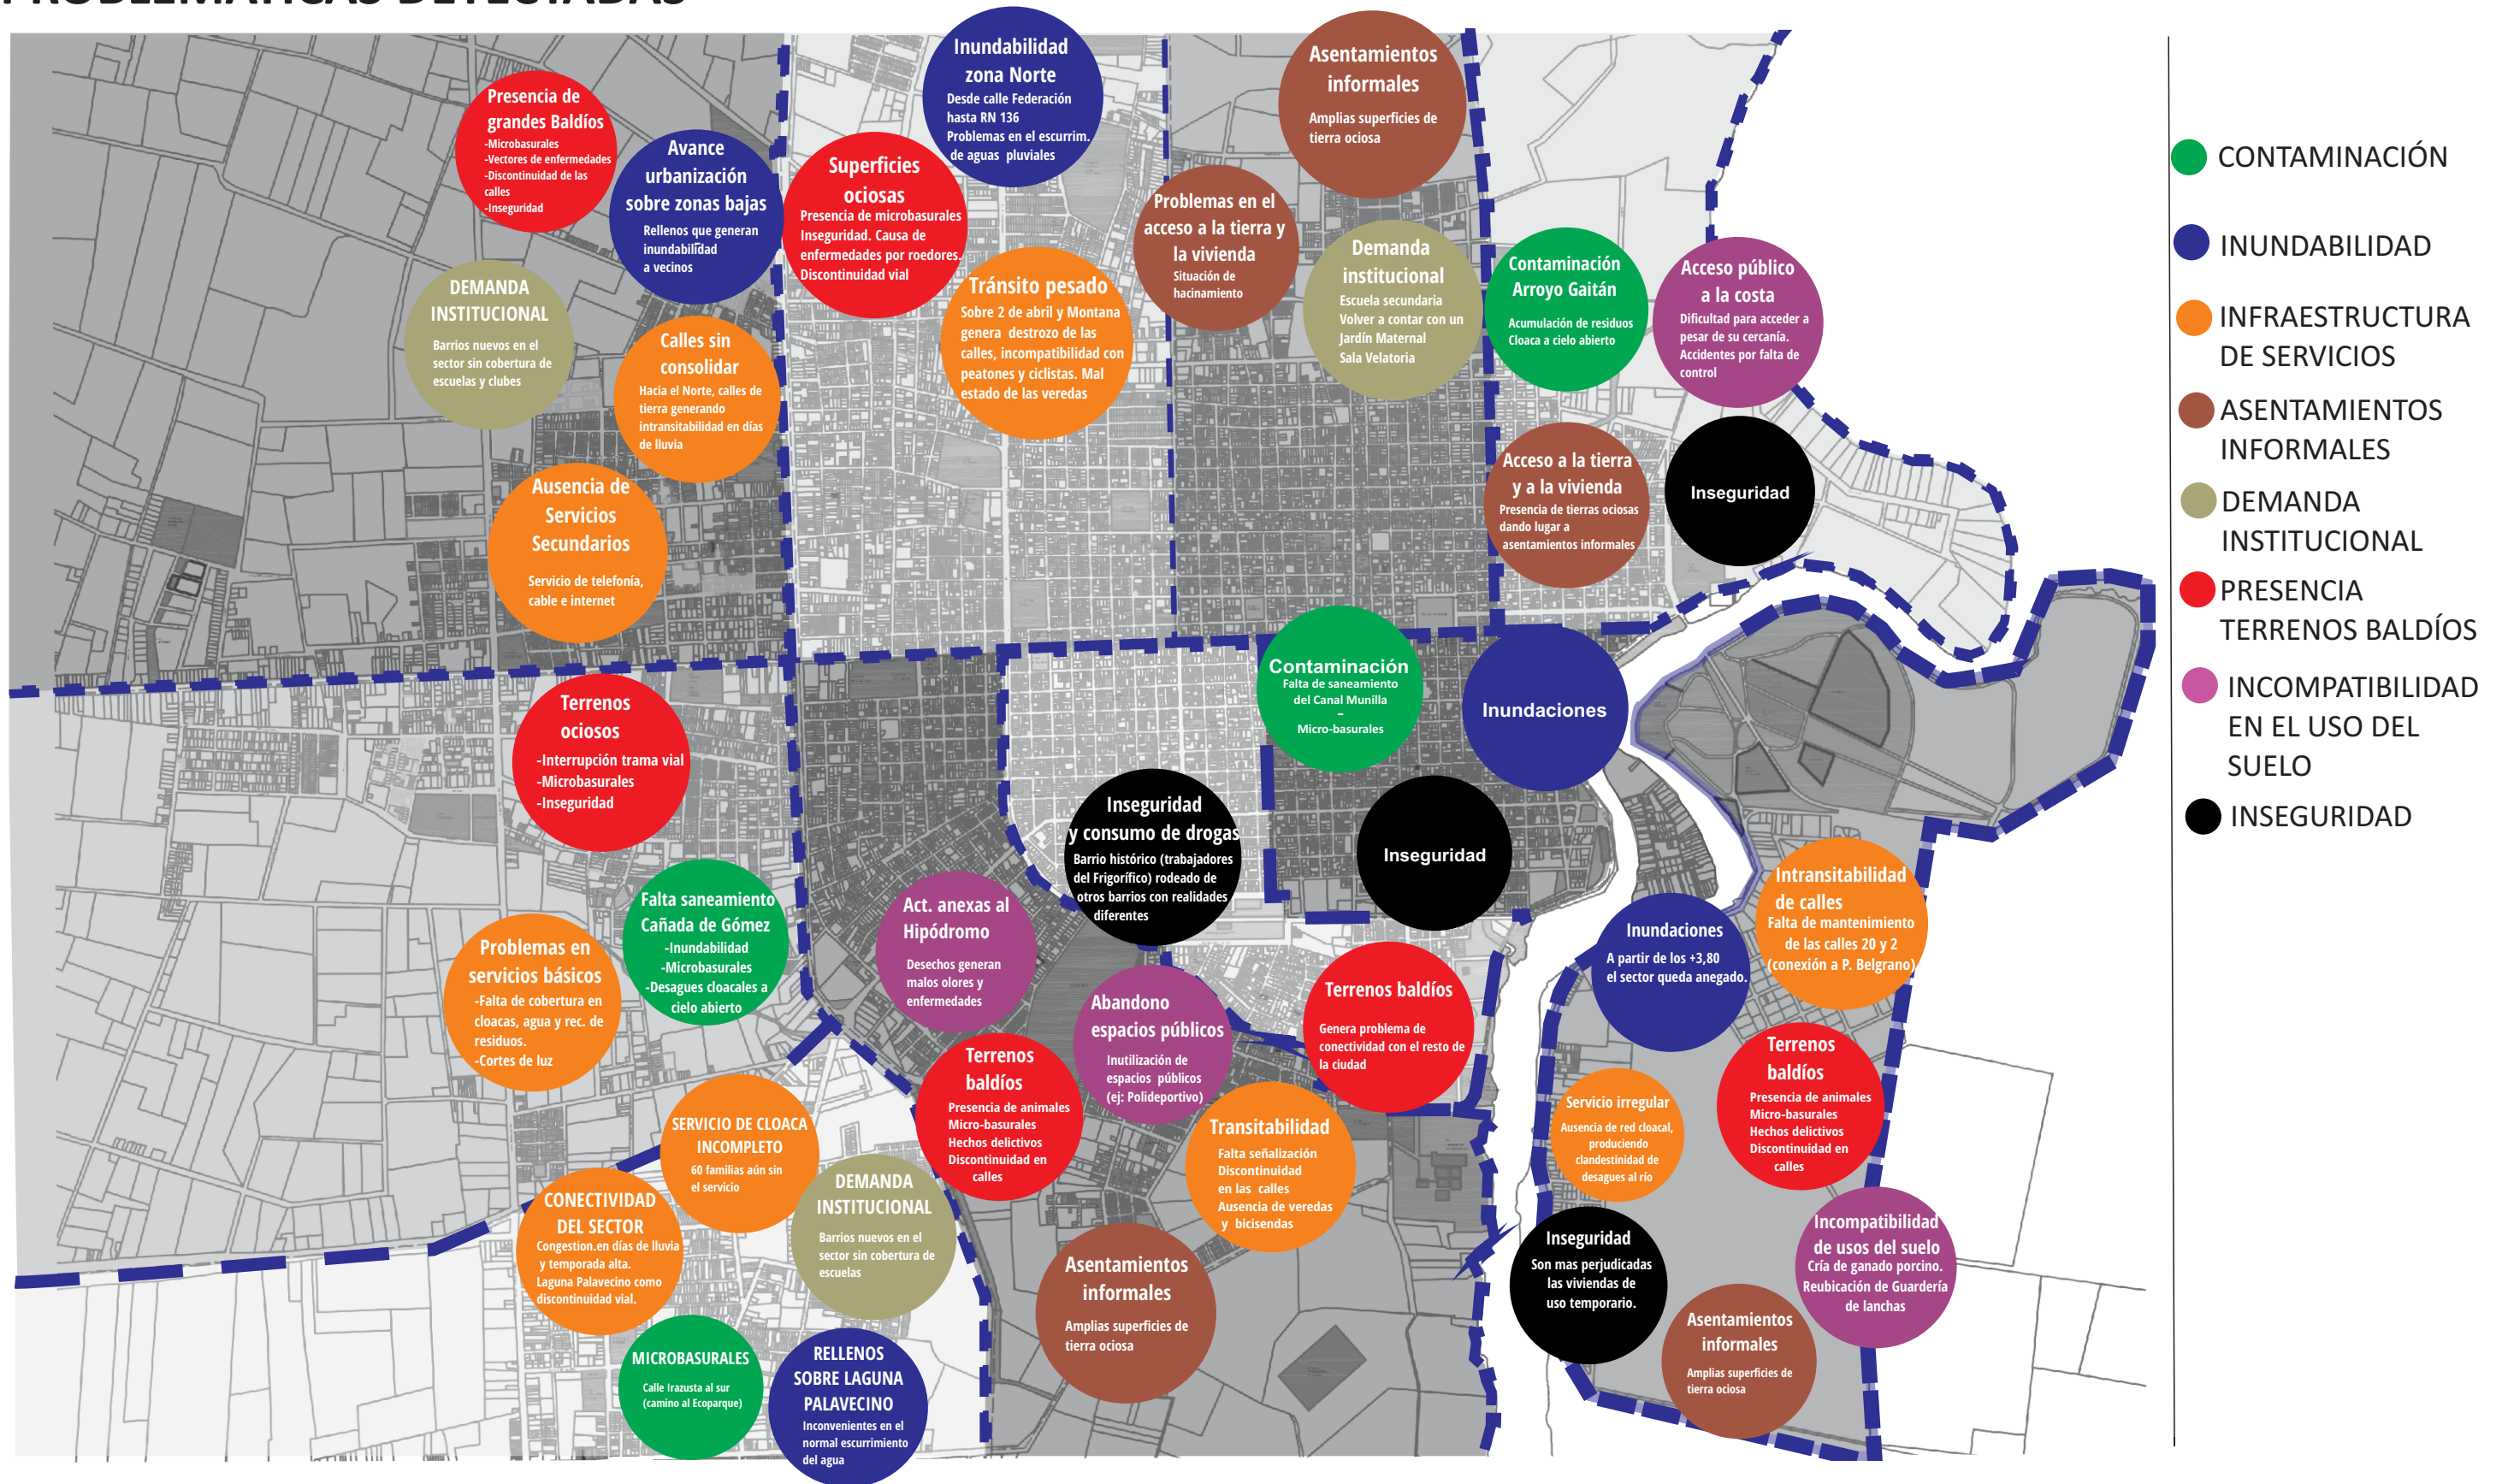 PROBLEMÁTICAS DETECTADAS
Presencia de
grandes Baldíos
-Microbasurales
-Vectores de enfermedades
-Discontinuidad de las
calles
-Inseguridad
Avance
urbanización
sobre zonas bajas
Rellenos que generan
inundabilidad
a vecinos
Superficies
ociosas
Presencia de microbasurales
Inseguridad. Causa de
enfermedades por roedores.
Discontinuidad vial
Inundabilidad
zona Norte
Desde calle Federación
hasta RN 136
Problemas en el escurrim.
de aguas pluviales
Asentamientos
informales
Amplias superficies de
tierra ociosa
Problemas en el
acceso a la tierra y
la vivienda
Situación de
hacinamiento
Demanda
institucional
Escuela secundaria
Volver a contar con un
Jardín Maternal
Sala Velatoria
Contaminación
Arroyo Gaitán
Acumulación de residuos
Cloaca a cielo abierto
Acceso público
a la costa
Dificultad para acceder a
pesar de su cercanía.
Accidentes por falta de
control
DEMANDA
INSTITUCIONAL
Barrios nuevos en el
sector sin cobertura de
escuelas y clubes
Calles sin
consolidar
Hacia el Norte, calles de
tierra generando
intransitabilidad en días
de lluvia
Tránsito pesado
Sobre 2 de abril y Montana
genera destrozo de las
calles, incompatibilidad con
peatones y ciclistas. Mal
estado de las veredas
Ausencia de
Servicios
Secundarios
Servicio de telefonía,
cable e internet
Acceso a la tierra
y a la vivienda
Presencia de tierras ociosas
dando lugar a
asentamientos informales
Inseguridad
Terrenos
ociosos
-Interrupción trama vial
-Microbasurales
-Inseguridad
Contaminación
Falta de saneamiento
del Canal Munilla
–
Micro-basurales
Inundaciones
Inseguridad
y consumo de drogas
Barrio histórico (trabajadores
del Frigorífico) rodeado de
otros barrios con realidades
diferentes
Inseguridad
Falta saneamiento
Cañada de Gómez
-Inundabilidad
-Microbasurales
-Desagues cloacales a
cielo abierto
Act. anexas al
Hipódromo
Desechos generan
malos olores y
enfermedades
Problemas en
servicios básicos
-Falta de cobertura en
cloacas, agua y rec. de
residuos.
-Cortes de luz
Intransitabilidad
de calles
Falta de mantenimiento
de las calles 20 y 2
(conexión a P. Belgrano)
Inundaciones
A partir de los +3,80
el sector queda anegado.
Abandono
espacios públicos
Inutilización de
espacios públicos
(ej: Polideportivo)
Terrenos baldíos
Genera problema de
conectividad con el resto de
la ciudad
Terrenos
baldíos
Presencia de animales
Micro-basurales
Hechos delictivos
Discontinuidad en
calles
Transitabilidad
Falta señalización
Discontinuidad
en las calles
Ausencia de veredas
y bicisendas
Servicio irregular
Ausencia de red cloacal,
produciendo
clandestinidad de
desagues al río
Terrenos
baldíos
Presencia de animales
Micro-basurales
Hechos delictivos
Discontinuidad en
calles
SERVICIO DE CLOACA
INCOMPLETO
60 familias aún sin
el servicio
CONECTIVIDAD
DEL SECTOR
Congestion.en días de lluvia
y temporada alta.
Laguna Palavecino como
discontinuidad vial.
DEMANDA
INSTITUCIONAL
Barrios nuevos en el
sector sin cobertura de
escuelas
Asentamientos
informales
Amplias superficies de
tierra ociosa
Inseguridad
Son mas perjudicadas
las viviendas de
uso temporario.
Incompatibilidad
de usos del suelo
Cría de ganado porcino.
Reubicación de Guardería
de lanchas
Asentamientos
informales
Amplias superficies de
tierra ociosa
MICROBASURALES
Calle Irazusta al sur
(camino al Ecoparque)
RELLENOS
SOBRE LAGUNA
PALAVECINO
Inconvenientes en el
normal escurrimiento
del agua
CONTAMINACIÓN
INUNDABILIDAD
INFRAESTRUCTURA
DE SERVICIOS
ASENTAMIENTOS
INFORMALES
DEMANDA
INSTITUCIONAL
PRESENCIA
TERRENOS BALDÍOS
INCOMPATIBILIDAD
EN EL USO DEL
SUELO
INSEGURIDAD